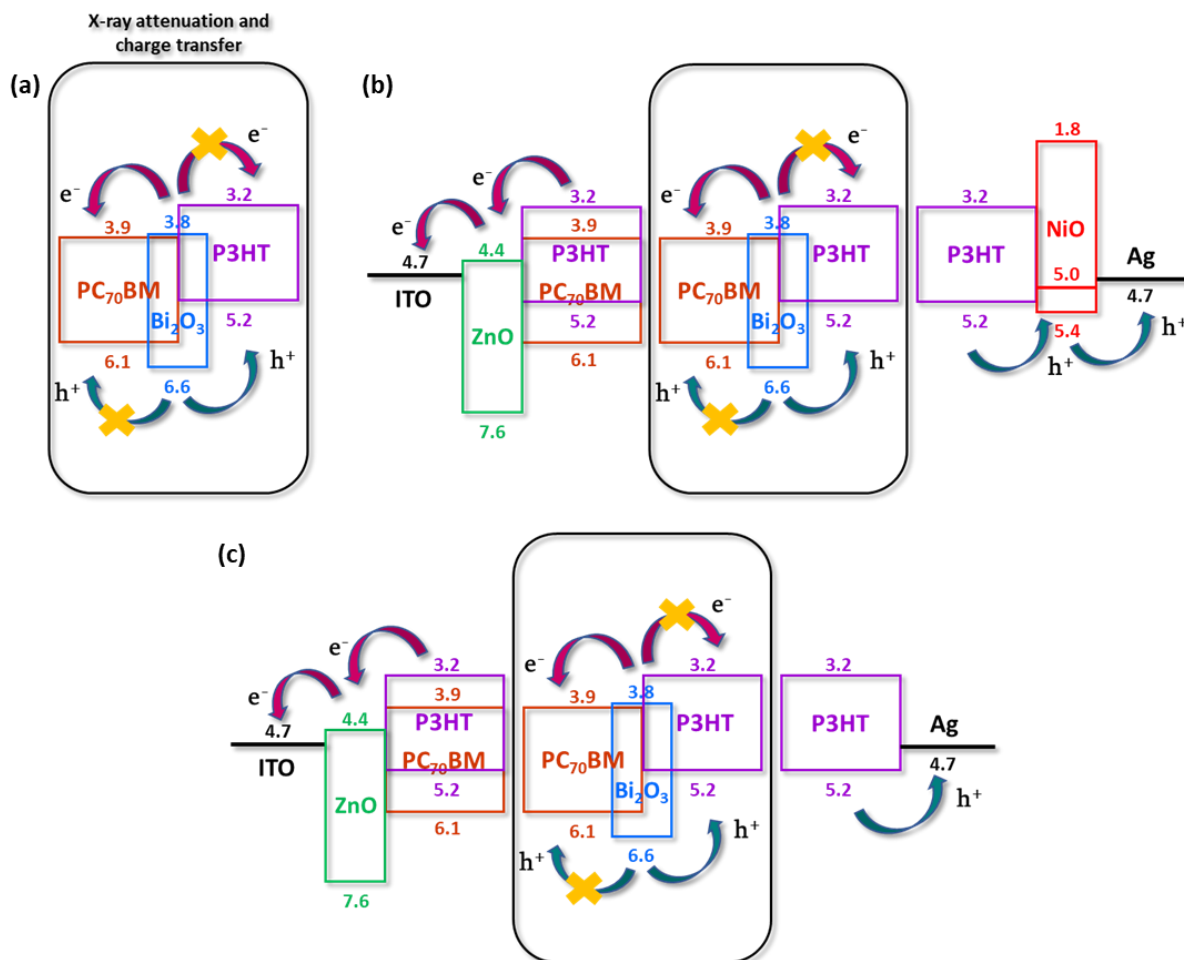 X-ray attenuation and
charge transfer
(a)
e⁻
e⁻
3.2
3.9
3.8
P3HT
PC₇₀BM
Bi₂O₃
5.2
6.1
h⁺
h⁺
6.6
(b)
e⁻
e⁻
1.8
e⁻
e⁻
3.2
3.2
3.2
3.9
3.9
3.8
4.7
4.4
P3HT
P3HT
P3HT
NiO
Ag
ITO
PC₇₀BM
PC₇₀BM
5.0
4.7
ZnO
5.2
Bi₂O₃
5.2
5.2
5.4
6.1
6.1
h⁺
h⁺
h⁺
h⁺
6.6
7.6
(c)
e⁻
e⁻
e⁻
e⁻
3.2
3.2
3.2
3.9
3.9
3.8
4.7
4.4
P3HT
P3HT
P3HT
Ag
ITO
PC₇₀BM
PC₇₀BM
4.7
ZnO
5.2
Bi₂O₃
5.2
5.2
6.1
6.1
h⁺
h⁺
h⁺
6.6
7.6